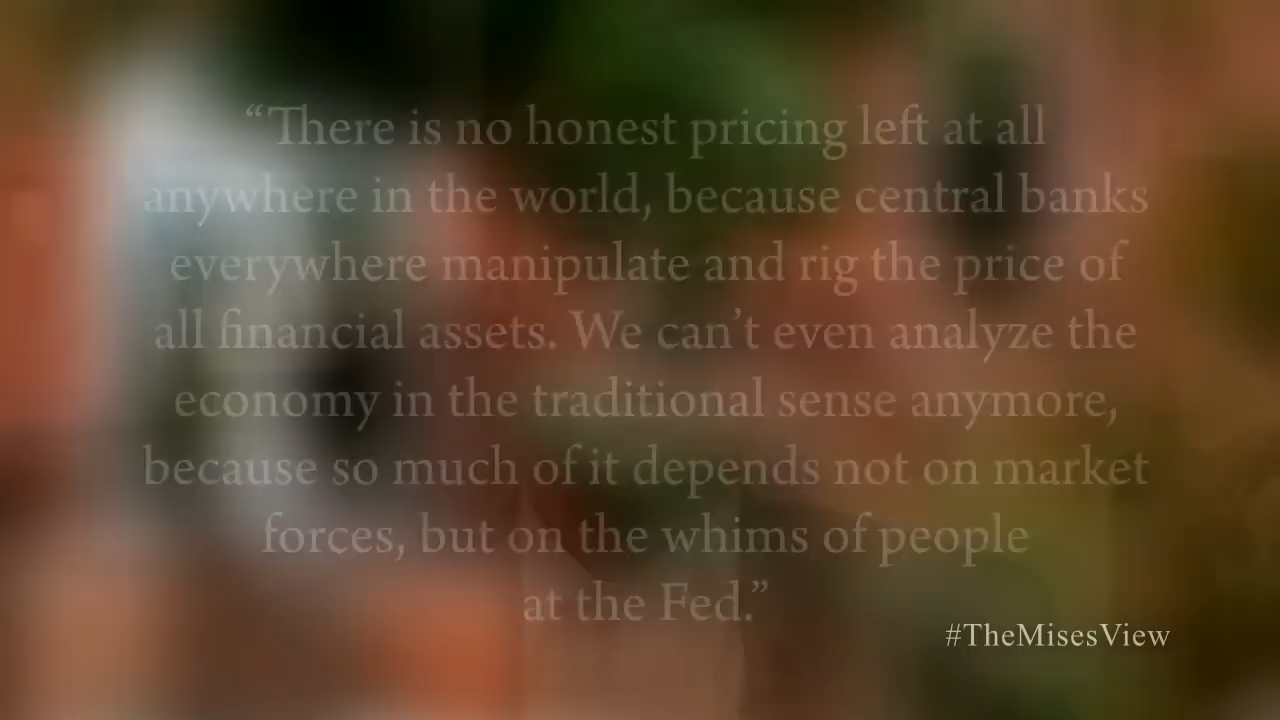 “There is no honest pricing left at all
anywhere in the world, because central banks
everywhere manipulate and rig the price of
all financial assets. We can’t even analyze the
economy in the traditional sense anymore,
because so much of it depends not on market
forces, but on the whims of people
at the Fed.”
#TheMisesView